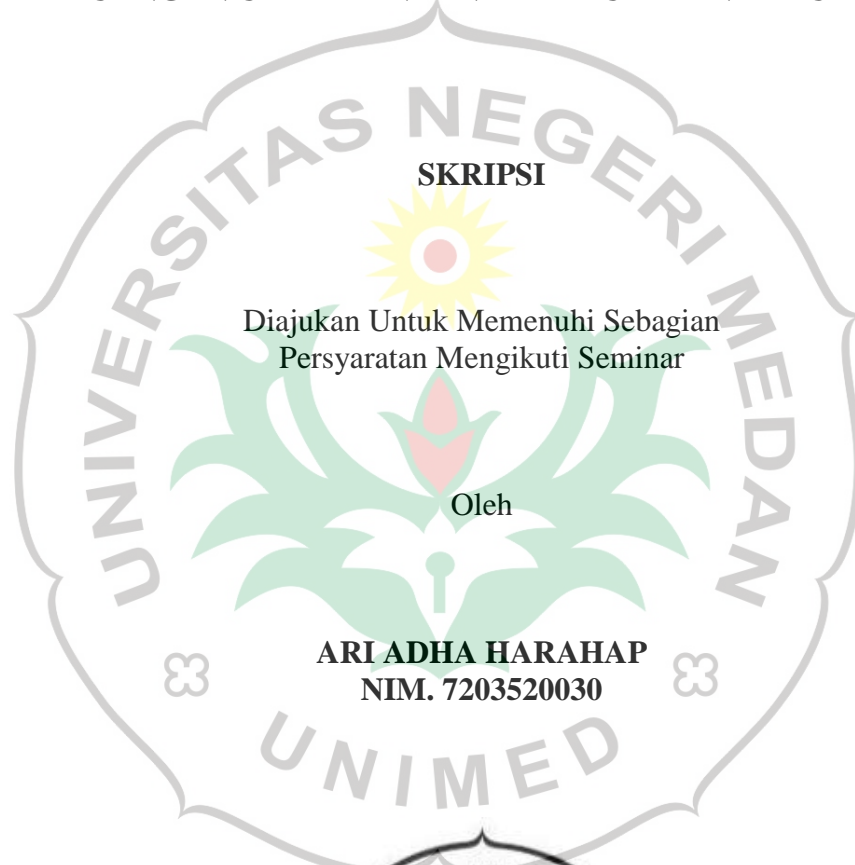 SKRIPSI
Diajukan Untuk Memenuhi Sebagian
Persyaratan Mengikuti Seminar
Oleh
ARI ADHA HARAHAP
NIM. 7203520030
UNIVERSITAS NEGERI MEDAN
UNIMED